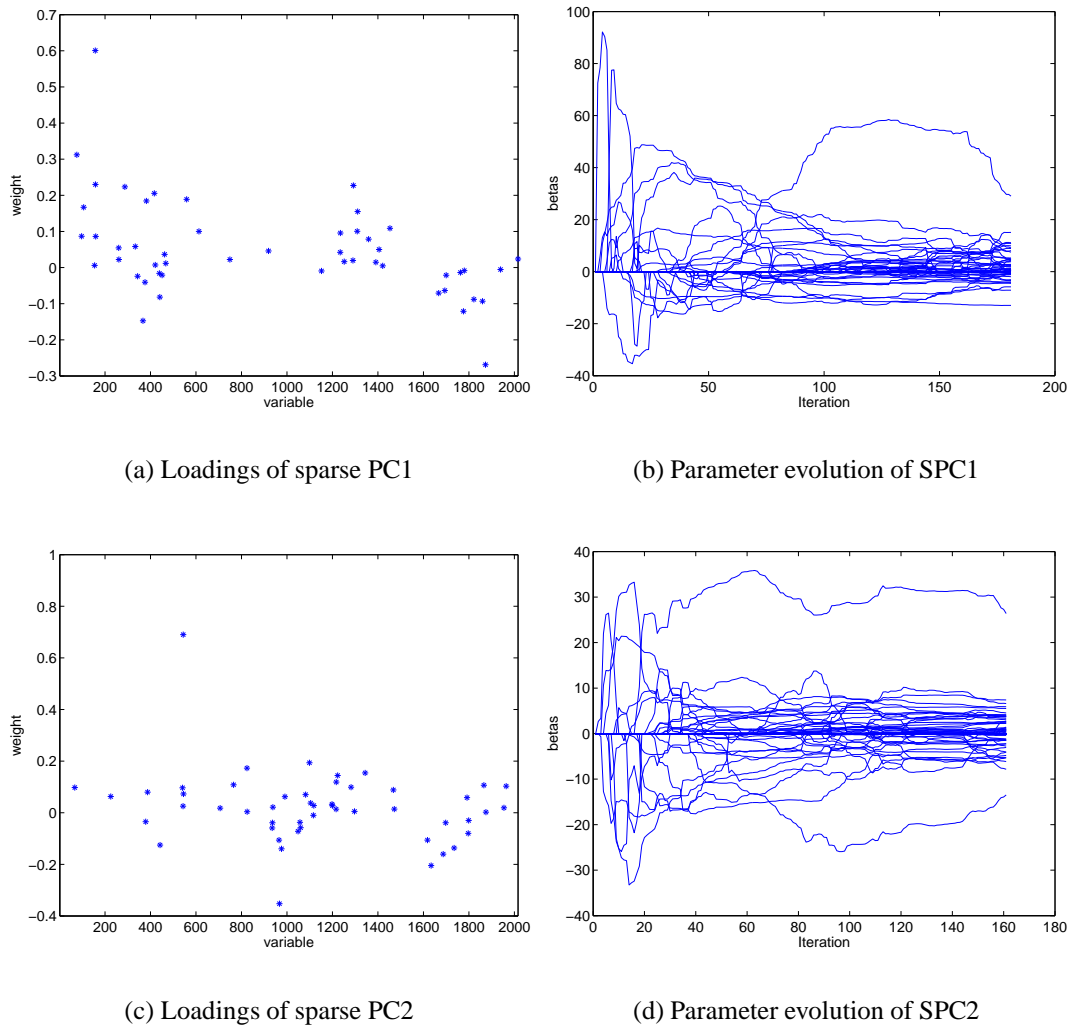 0.7
0.6
0.5
0.4
0.3
0.2
0.1
0
−0.1
−0.2
−0.3
weight
200 400 600 800 1000 1200 1400 1600 1800 2000
variable
100
80
60
40
20
0
−20
−40
betas
0 50 100 150 200
Iteration
(a) Loadings of sparse PC1
(b) Parameter evolution of SPC1
1
0.8
0.6
0.4
0.2
0
−0.2
−0.4
weight
200 400 600 800 1000 1200 1400 1600 1800 2000
variable
40
30
20
10
0
−10
−20
−30
−40
betas
0 20 40 60 80 100 120 140 160 180
Iteration
(c) Loadings of sparse PC2
(d) Parameter evolution of SPC2